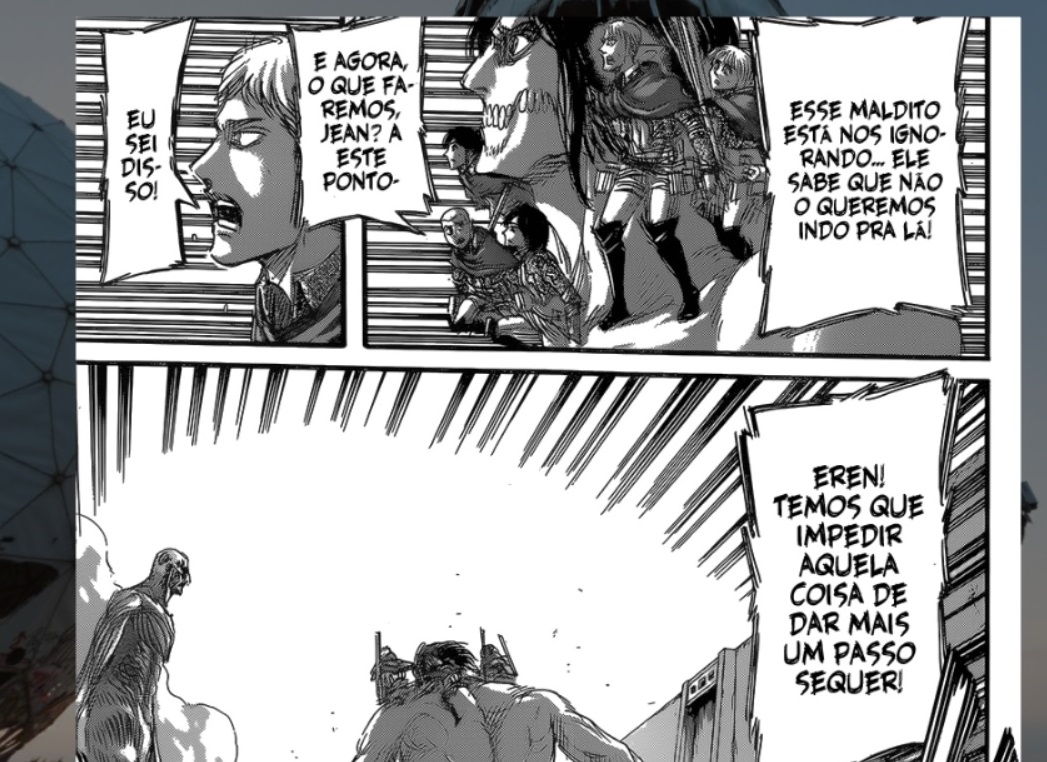 ESSE MALDITO
ESTÁ NOS IGNO-
RANDO... ELE
SABE QUE NÃO
O QUEREMOS
INDO PRA LÁ!
E AGORA,
O QUE FA-
REMOS,
JEAN? A
ESTE
PONTO-
EU
SEI
DIS-
SO!
EREN!
TEMOS QUE
IMPEDIR
AQUELA
COISA DE
DAR MAIS
UM PASSO
SEQUER!